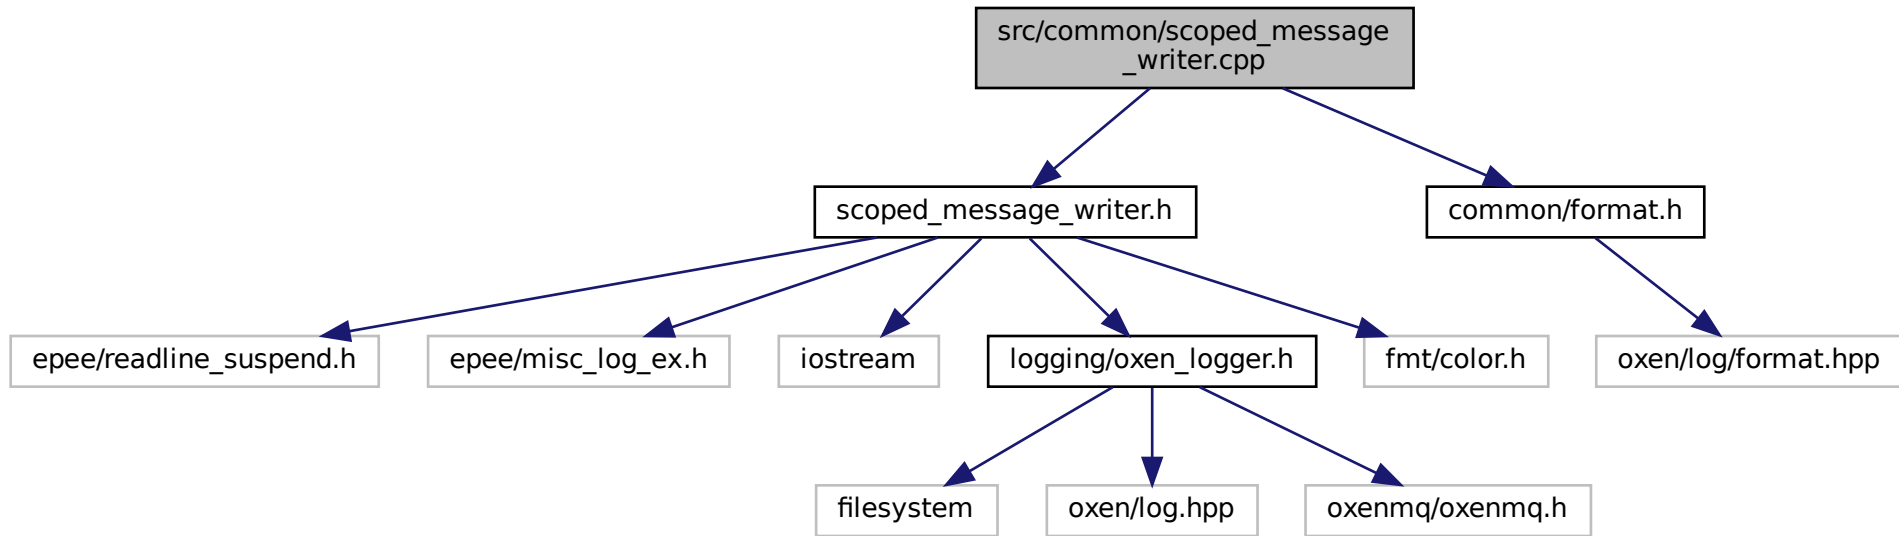 src/common/scoped_message
_writer.cpp
scoped_message_writer.h
common/format.h
epee/readline_suspend.h
epee/misc_log_ex.h
iostream
logging/oxen_logger.h
fmt/color.h
oxen/log/format.hpp
filesystem
oxen/log.hpp
oxenmq/oxenmq.h